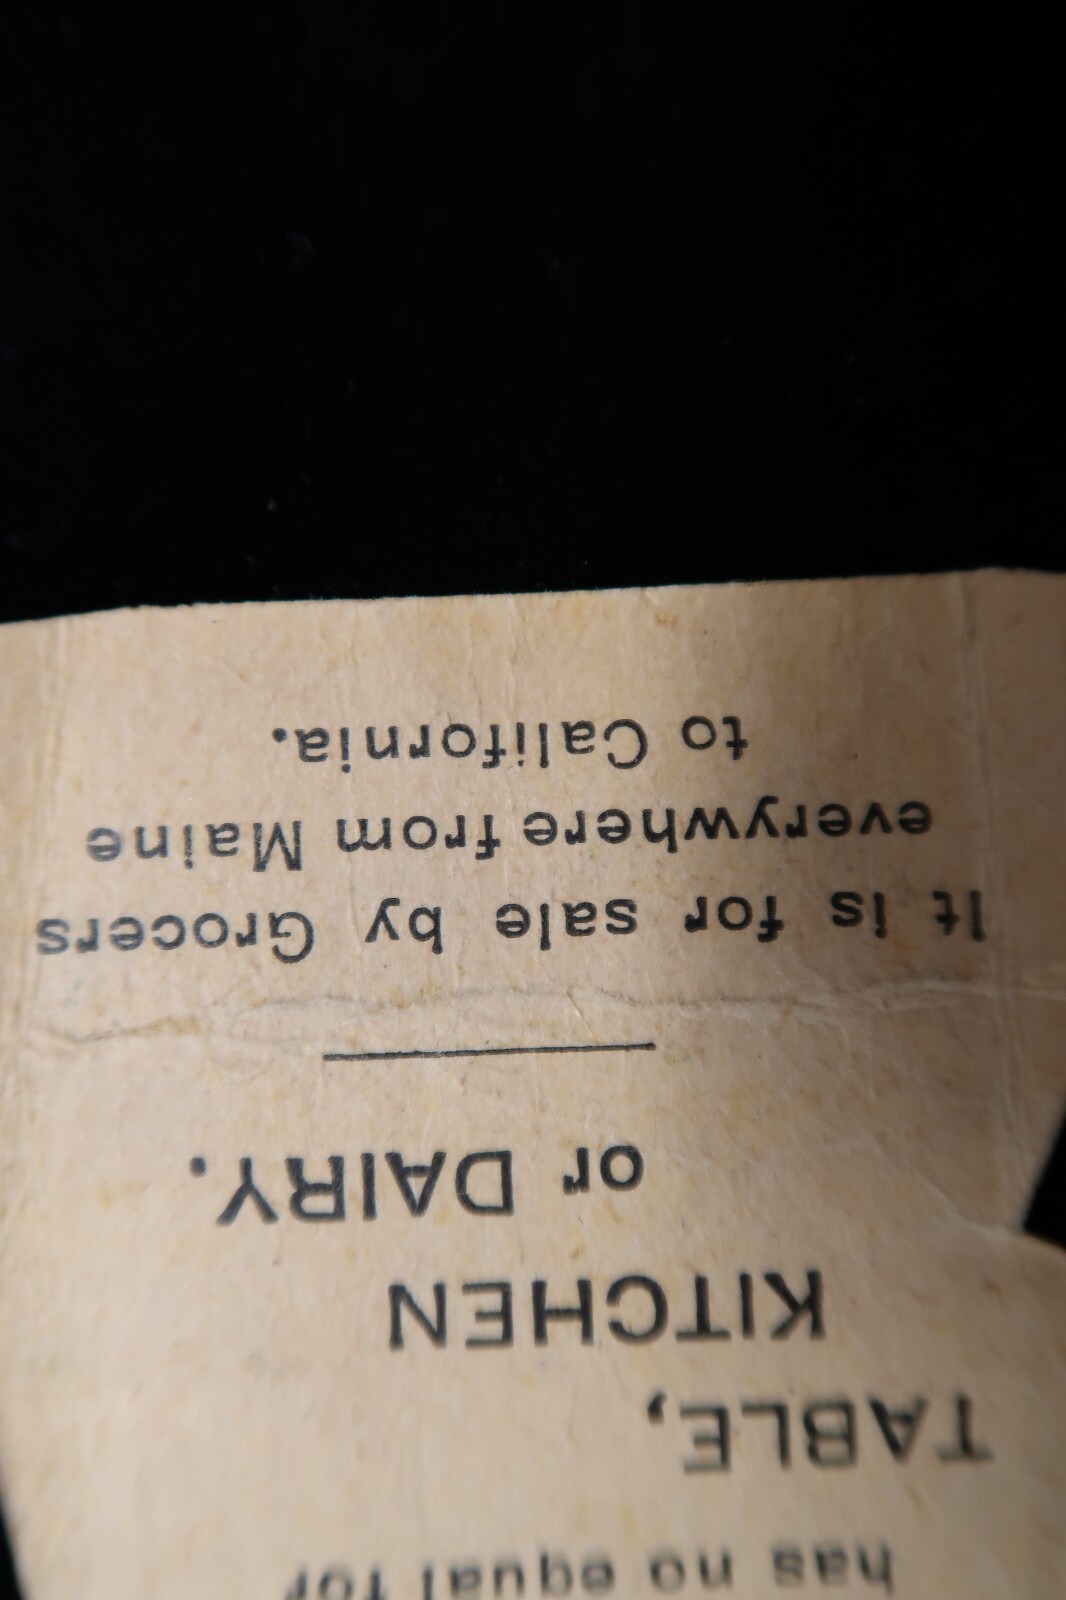 has no equal for
TABLE,
KITCHEN
or DAIRY.
It is for sale by Grocers
everywhere from Maine
to California.